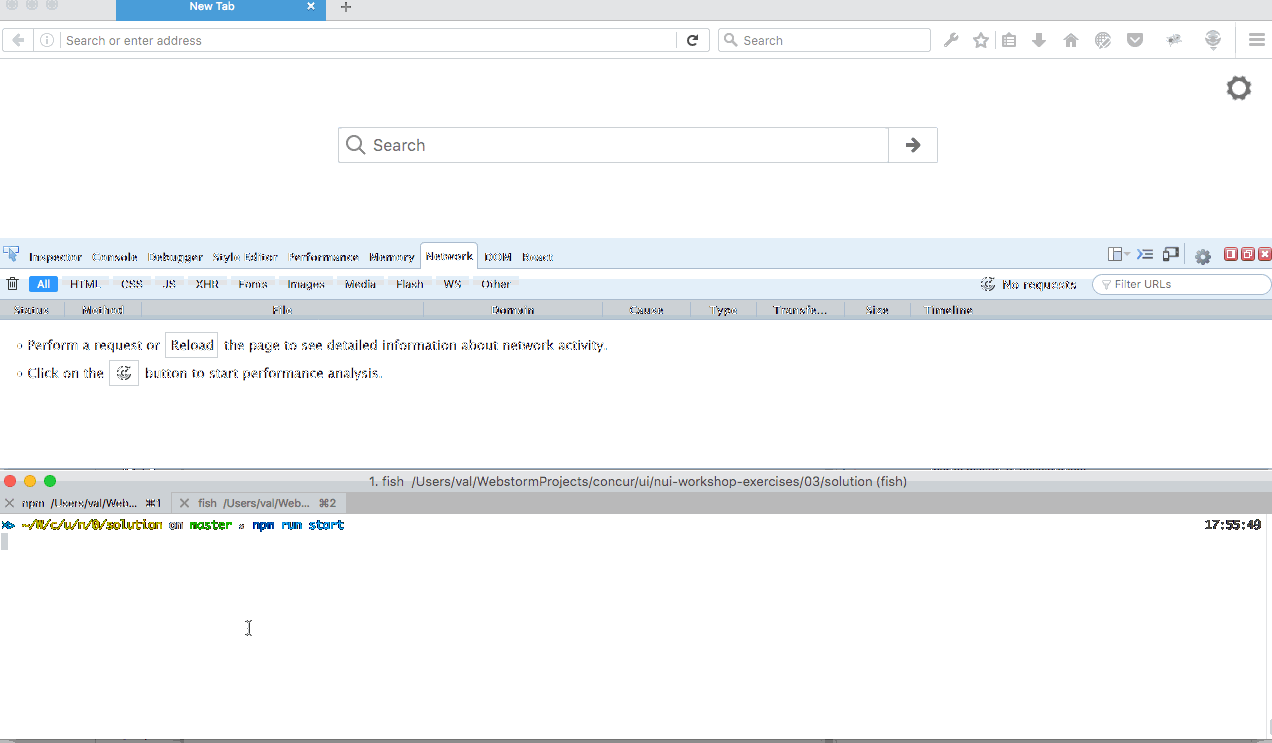 New Tab
Search or enter address
Search
Search
Inspector Console Debugger Style Editor Performance Memory Network DOM React
All HTML CSS JS XHR Fonts Images Media Flash WS Other No requests Filter URLs
Status Method File Domain Cause Type Transfe... Size Timeline
Perform a request or Reload the page to see detailed information about network activity.
Click on the button to start performance analysis.
1. fish /Users/val/WebstormProjects/concur/ui/nui-workshop-exercises/03/solution (fish)
npm /Users/val/Web... ⌘1 fish /Users/val/Web... ⌘2
~/W/c/u/n/0/solution on master npm run start 17:55:49